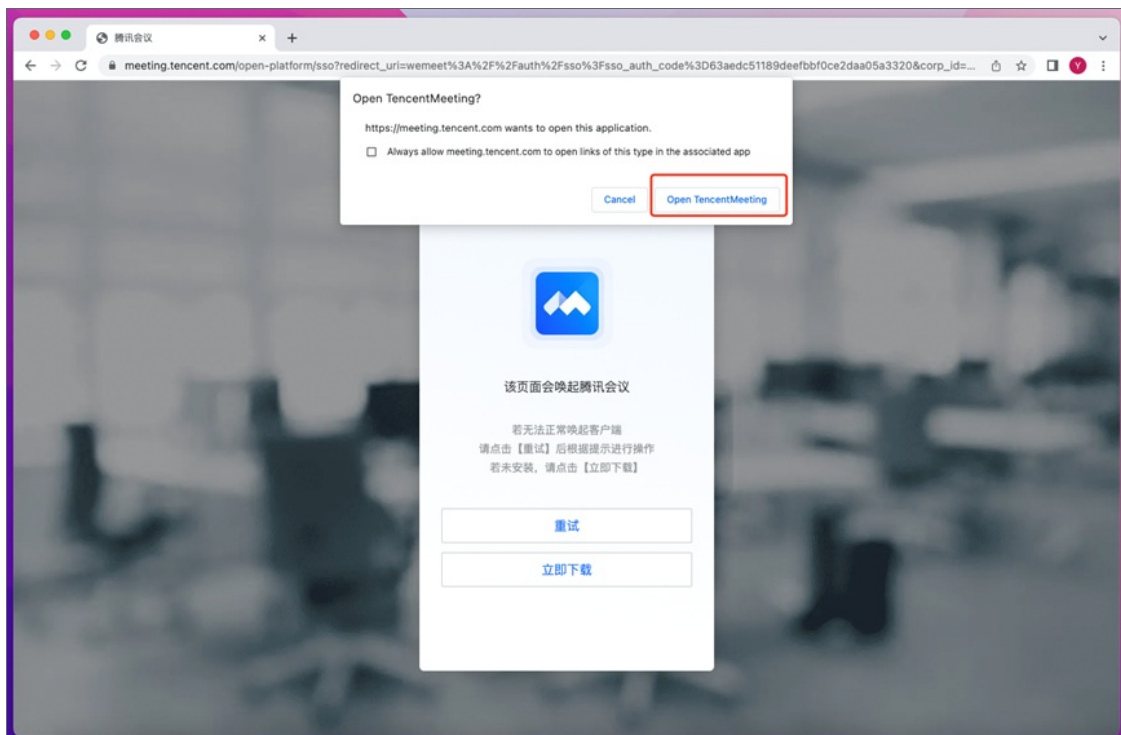 腾讯会议
meeting.tencent.com/open-platform/sso?redirect_uri=wemeet%3A%2F%2Fauth%2Fsso%3Fsso_auth_code%3D63aedc51189deefbbf0ce2daa05a3320&corp_id=...
Y
Open TencentMeeting?
https://meeting.tencent.com wants to open this application.
Always allow meeting.tencent.com to open links of this type in the associated app
Cancel
Open TencentMeeting
该页面会唤起腾讯会议
若无法正常唤起客户端
请点击【重试】后根据提示进行操作
若未安装，请点击【立即下载】
重试
立即下载